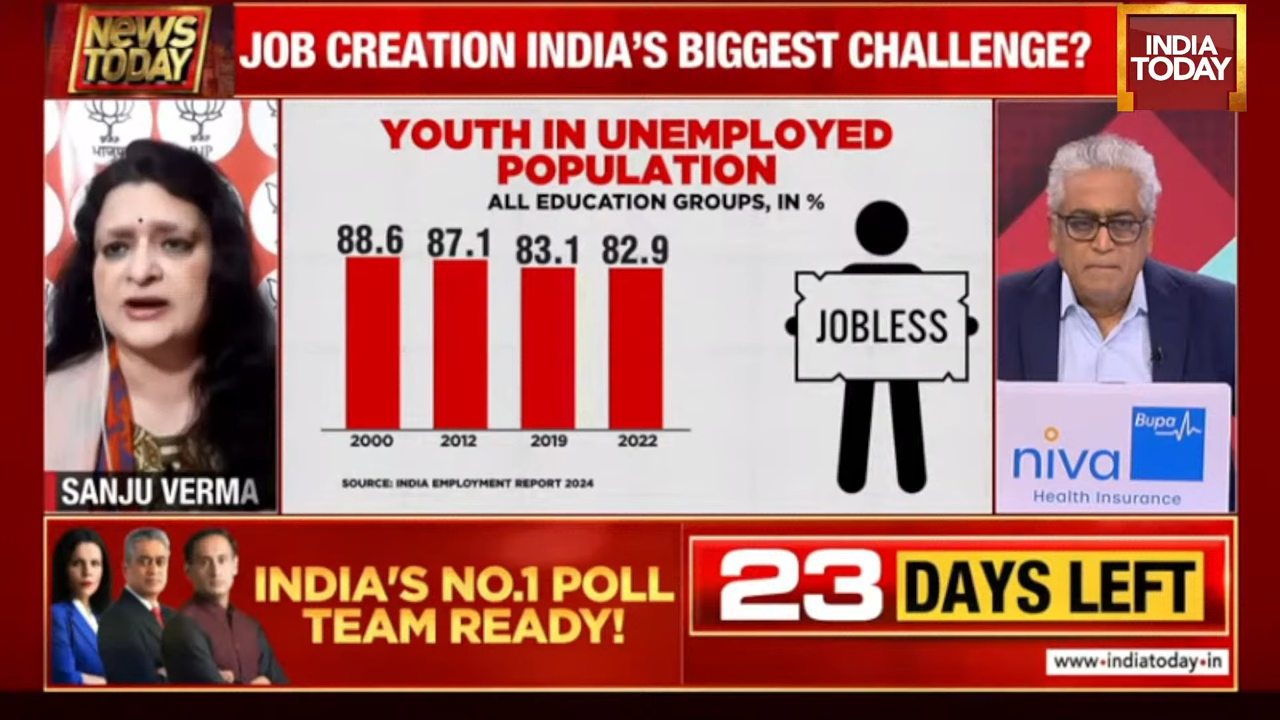 NEWS
TODAY
JOB CREATION INDIA'S BIGGEST CHALLENGE?
INDIA
TODAY
YOUTH IN UNEMPLOYED
POPULATION
ALL EDUCATION GROUPS, IN %
88.6 87.1 83.1 82.9
JOBLESS
2000 2012 2019 2022
SOURCE: INDIA EMPLOYMENT REPORT 2024
SANJU VERMA
Bupa
niva
Health Insurance
INDIA'S NO.1 POLL
TEAM READY!
23 DAYS LEFT
www•indiatoday•in